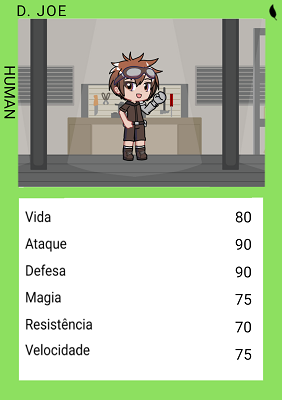 D. JOE
HUMAN
Vida 80
Ataque 90
Defesa 90
Magia 75
Resistência 70
Velocidade 75